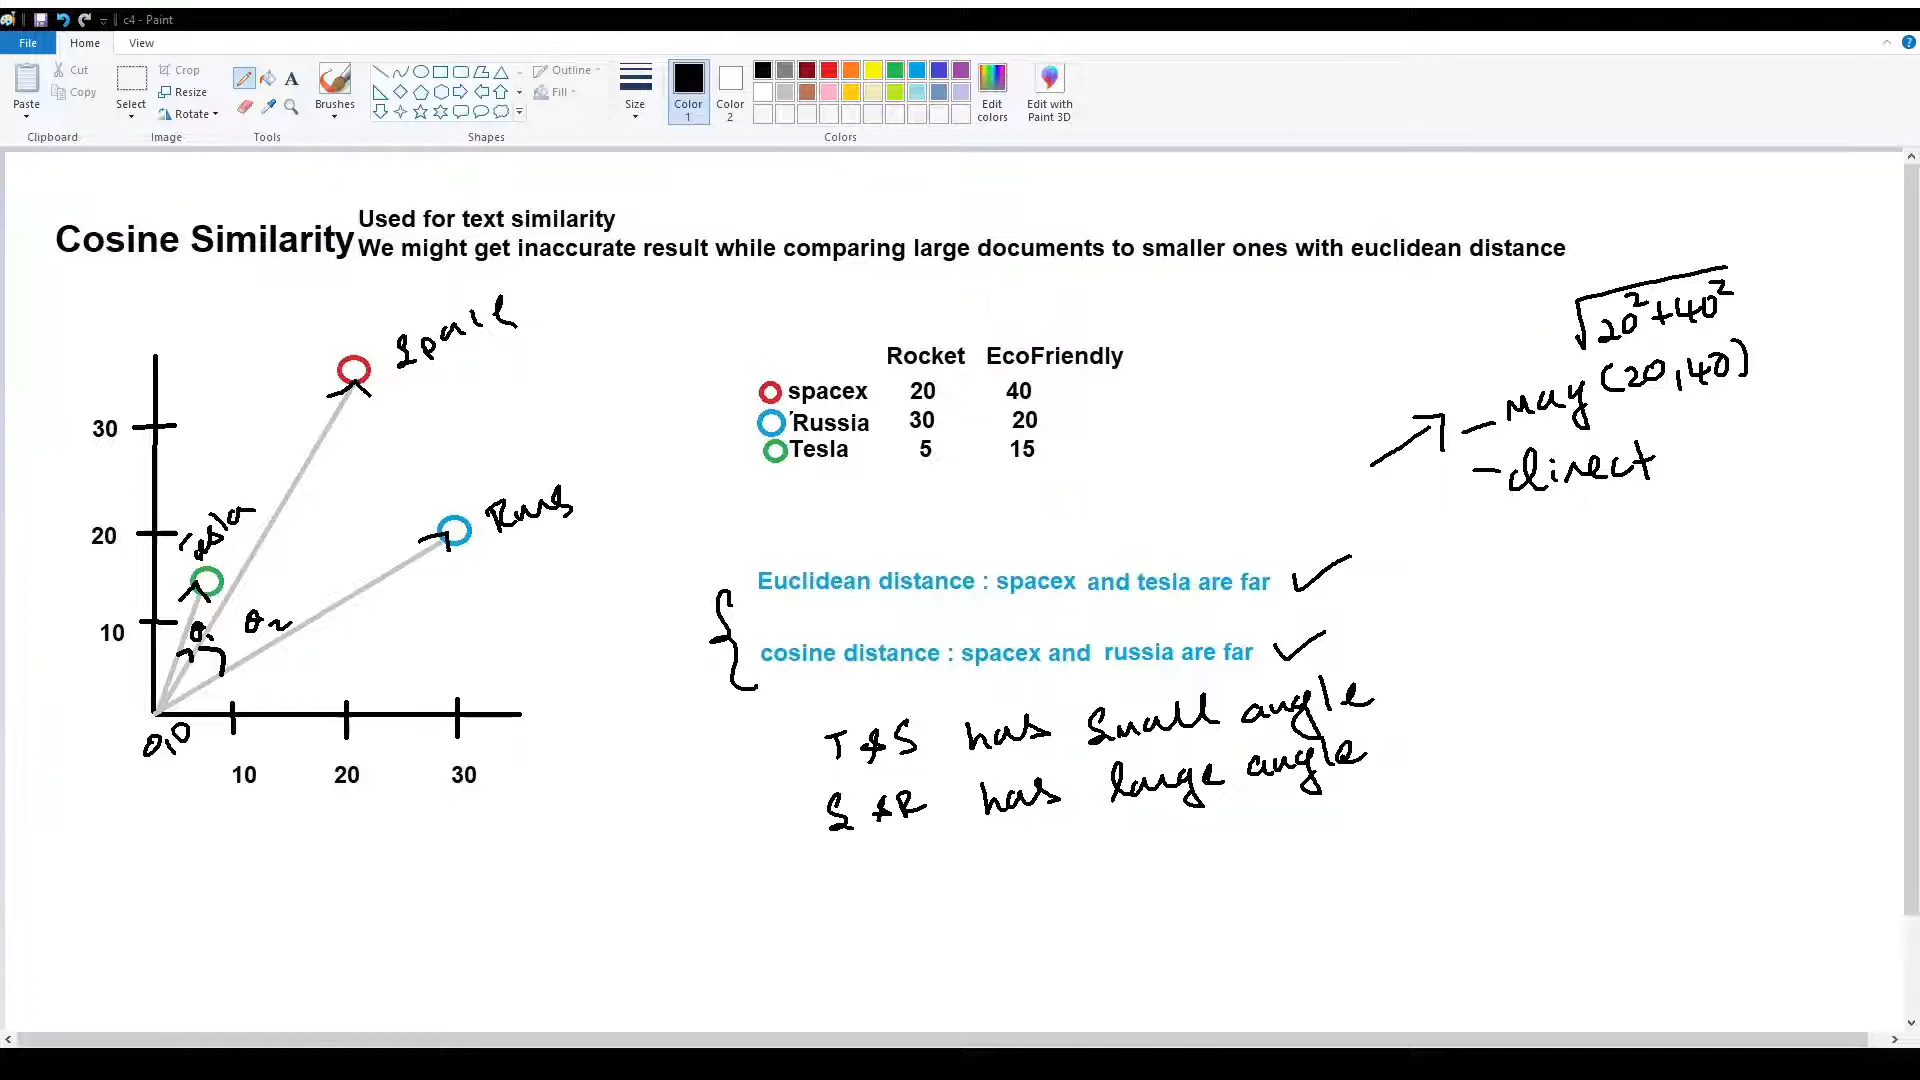 c4 - Paint
File Home View
Paste Cut Copy Select Crop Resize Rotate Brushes Outline Fill Size Color 1 Color 2 Edit colors Edit with Paint 3D
Clipboard Image Tools Shapes Colors
Used for text similarity
Cosine Similarity We might get inaccurate result while comparing large documents to smaller ones with euclidean distance
√20²+40²
Rocket EcoFriendly
spacex 20 40
Russia 30 20
Tesla 5 15
(20,40)
- direct
30
20
10
Tesla
θ1 θ2
0,0
10 20 30
Euclidean distance : spacex and tesla are far
cosine distance : spacex and russia are far
T & S has small angle
S & R has large angle